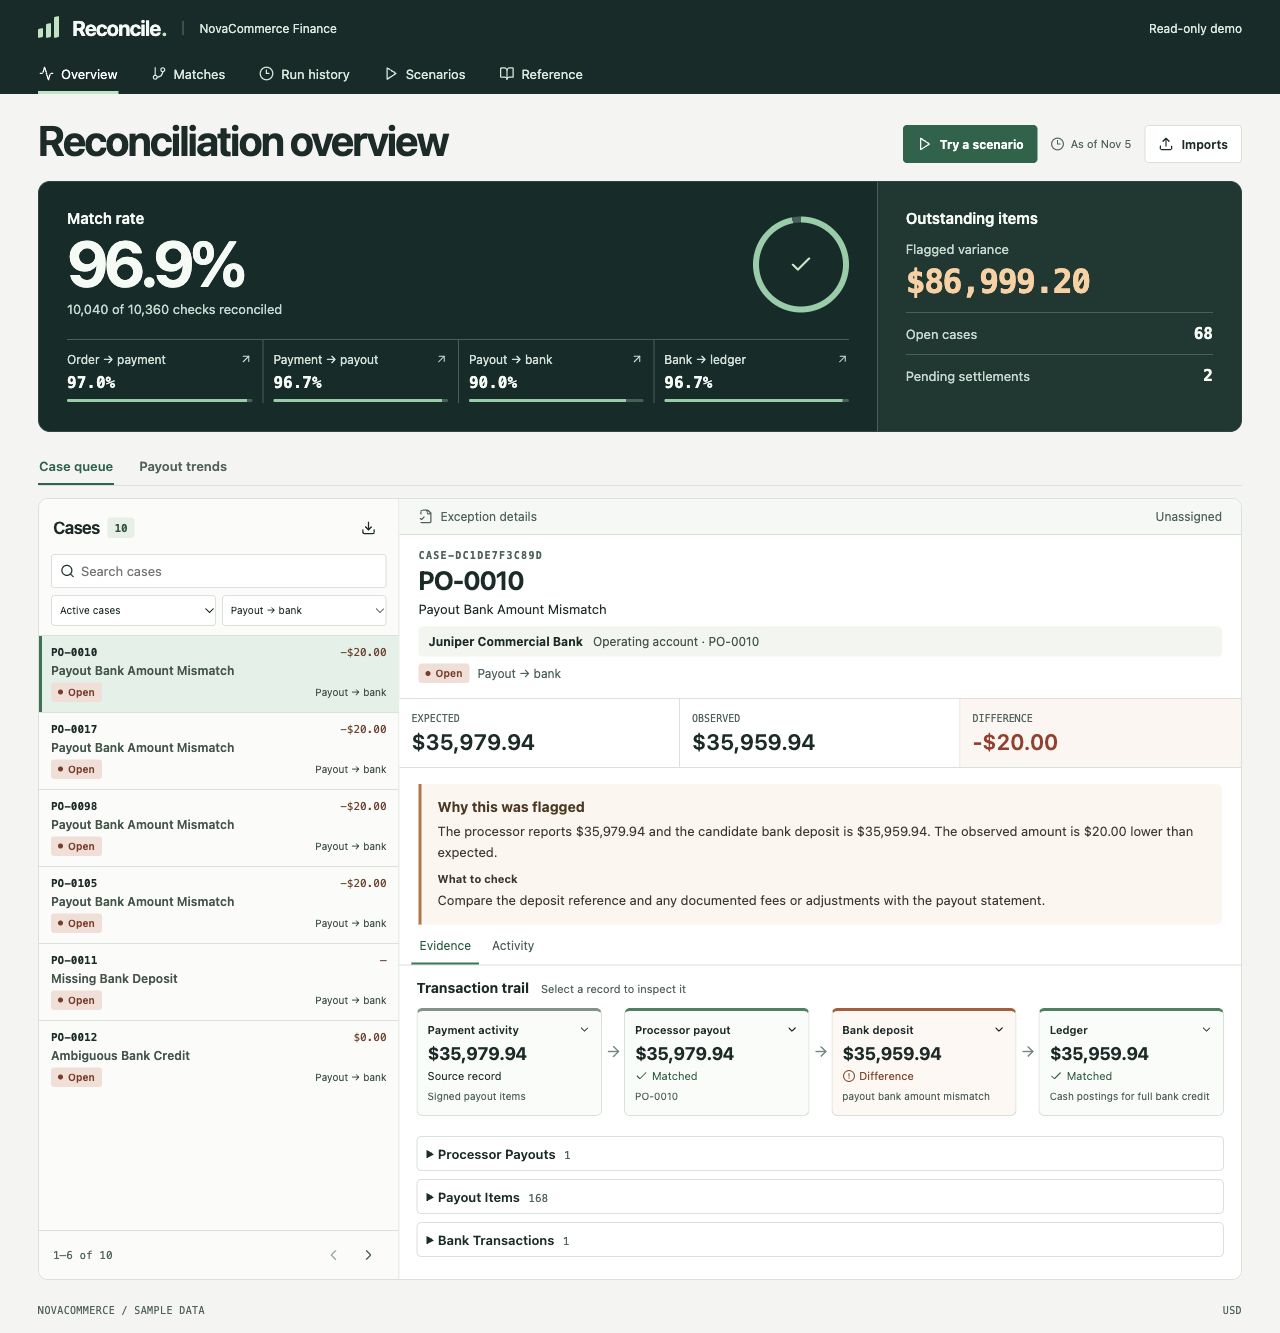 Reconcile.
NovaCommerce Finance
Read-only demo
Overview
Matches
Run history
Scenarios
Reference
Reconciliation overview
Try a scenario
As of Nov 5
Imports
Match rate
96.9%
10,040 of 10,360 checks reconciled
Order → payment
97.0%
Payment → payout
96.7%
Payout → bank
90.0%
Bank → ledger
96.7%
Outstanding items
Flagged variance
$86,999.20
Open cases 68
Pending settlements 2
Case queue
Payout trends
Cases 10
Search cases
Active cases
Payout → bank
PO-0010 -$20.00
Payout Bank Amount Mismatch
Open Payout → bank
PO-0017 -$20.00
Payout Bank Amount Mismatch
Open Payout → bank
PO-0098 -$20.00
Payout Bank Amount Mismatch
Open Payout → bank
PO-0105 -$20.00
Payout Bank Amount Mismatch
Open Payout → bank
PO-0011 —
Missing Bank Deposit
Open Payout → bank
PO-0012 $0.00
Ambiguous Bank Credit
Open Payout → bank
1–6 of 10
Exception details
Unassigned
CASE-DC1DE7F3C89D
PO-0010
Payout Bank Amount Mismatch
Juniper Commercial Bank Operating account · PO-0010
Open Payout → bank
EXPECTED
$35,979.94
OBSERVED
$35,959.94
DIFFERENCE
-$20.00
Why this was flagged
The processor reports $35,979.94 and the candidate bank deposit is $35,959.94. The observed amount is $20.00 lower than
expected.
What to check
Compare the deposit reference and any documented fees or adjustments with the payout statement.
Evidence
Activity
Transaction trail Select a record to inspect it
Payment activity
$35,979.94
Source record
Signed payout items
Processor payout
$35,979.94
Matched
PO-0010
Bank deposit
$35,959.94
Difference
payout bank amount mismatch
Ledger
$35,959.94
Matched
Cash postings for full bank credit
Processor Payouts 1
Payout Items 168
Bank Transactions 1
NOVACOMMERCE / SAMPLE DATA
USD